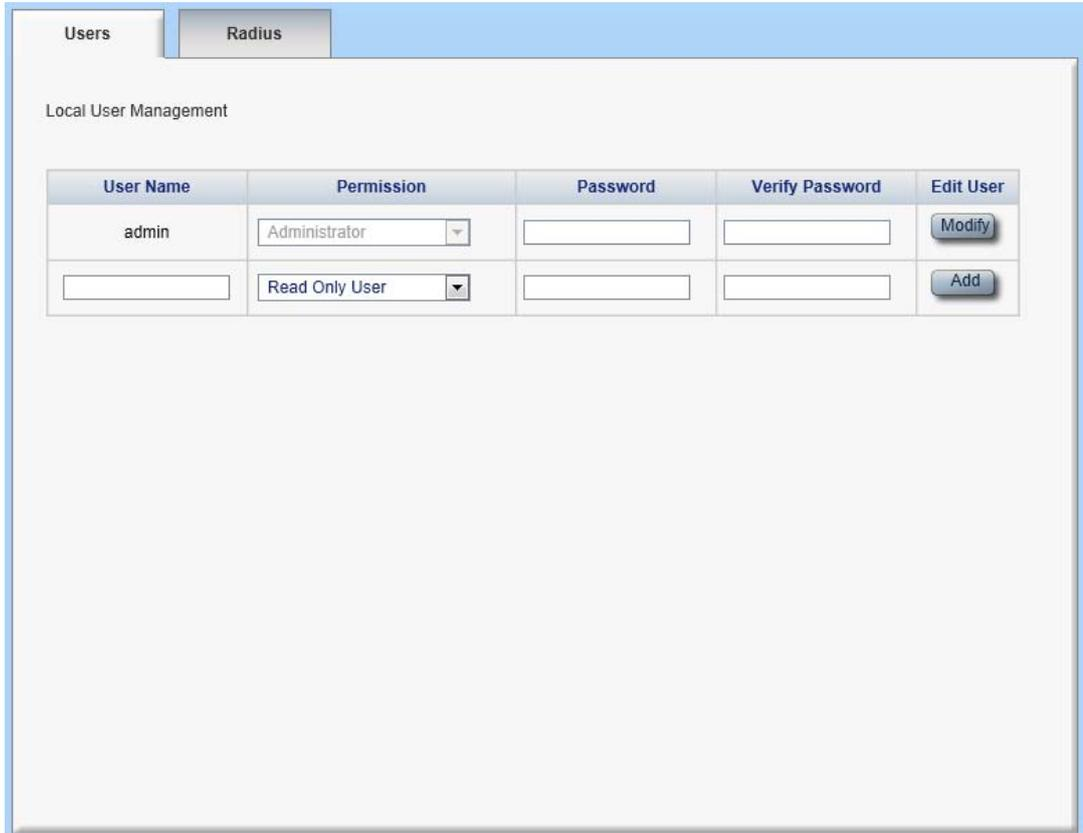 Users Radius
Local User Management
User Name Permission Password Verify Password Edit User
admin Administrator Modify
Read Only User Add